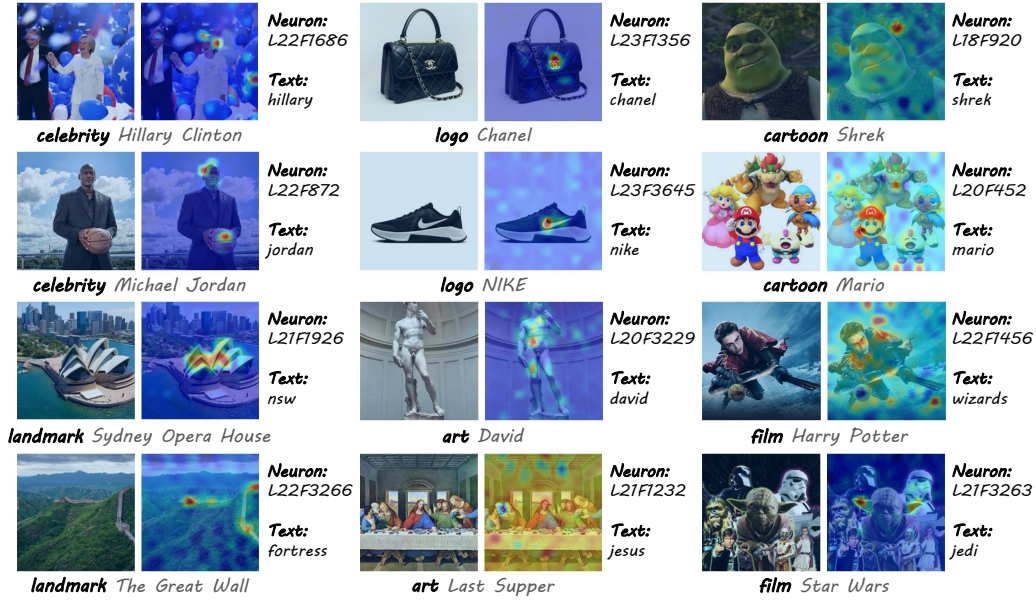 Neuron:
L22F1686
Text:
hillary
celebrity Hillary Clinton
Neuron:
L23F1356
Text:
chanel
logo Chanel
Neuron:
L18F920
Text:
shrek
cartoon Shrek
Neuron:
L22F872
Text:
jordan
celebrity Michael Jordan
Neuron:
L23F3645
Text:
nike
logo NIKE
Neuron:
L20F452
Text:
mario
cartoon Mario
Neuron:
L21F1926
Text:
nsw
landmark Sydney Opera House
Neuron:
L20F3229
Text:
david
art David
Neuron:
L22F1456
Text:
wizards
film Harry Potter
Neuron:
L22F3266
Text:
fortress
landmark The Great Wall
Neuron:
L21F1232
Text:
jesus
art Last Supper
Neuron:
L21F3263
Text:
jedi
film Star Wars